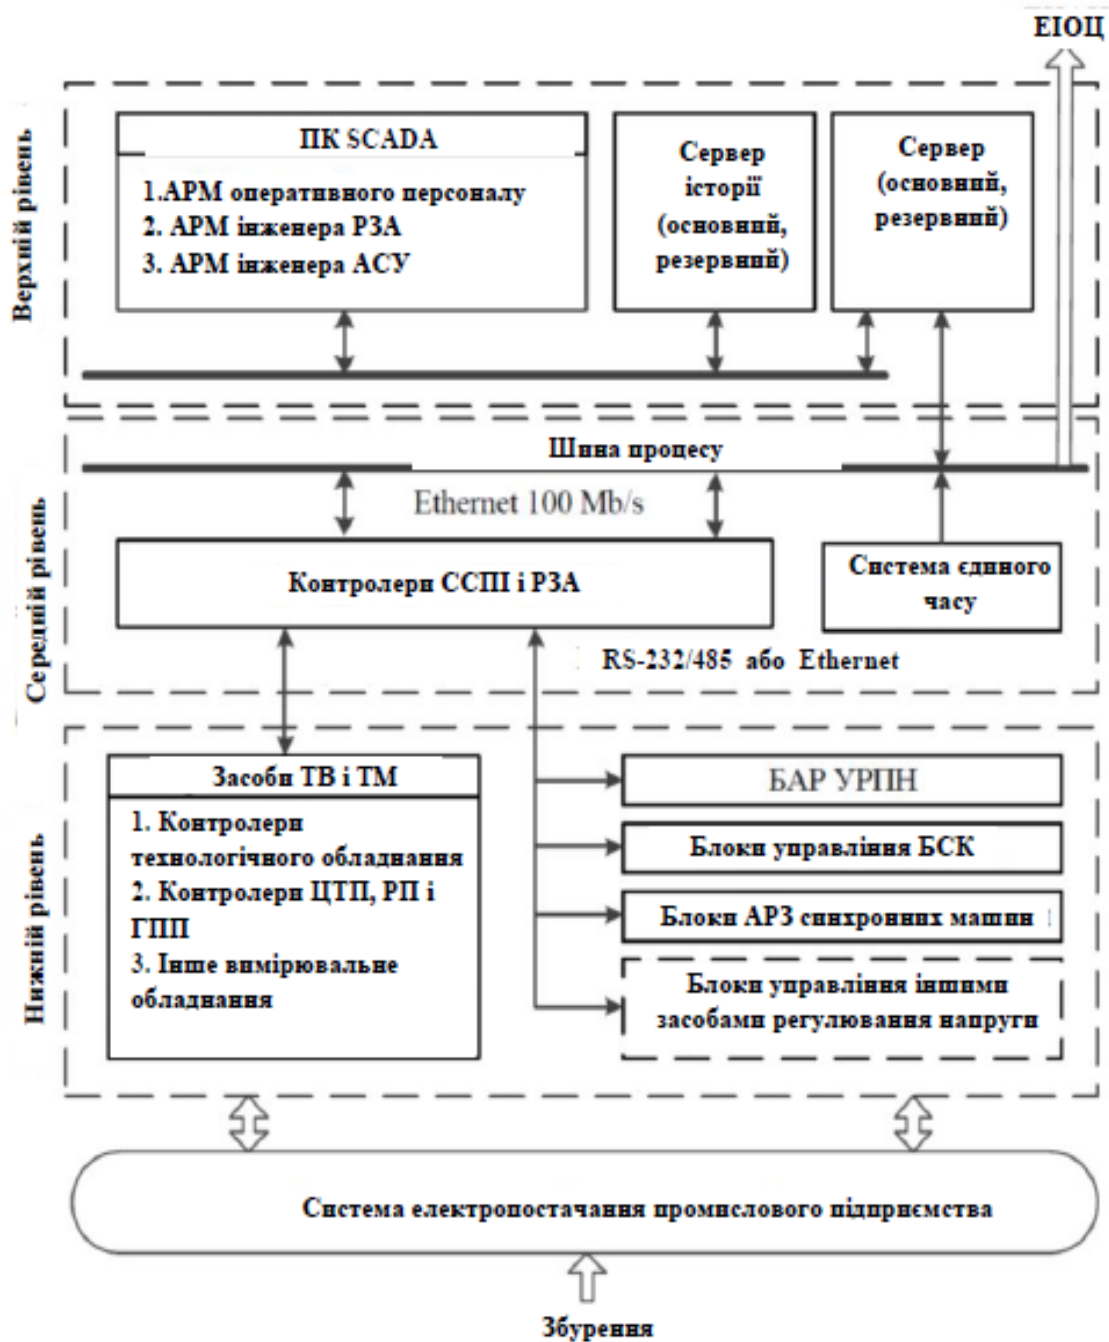 ЕІОЦ
Верхній рівень
ПК SCADA
1.АРМ оперативного персоналу
2. АРМ інженера РЗА
3. АРМ інженера АСУ
Сервер
історії
(основний,
резервний)
Сервер
(основний,
резервний)
Середній рівень
Шина процесу
Ethernet 100 Mb/s
Контролери ССПІ і РЗА
Система єдиного
часу
RS-232/485 або Ethernet
Нижній рівень
Засоби ТВ і ТМ
1. Контролери
технологічного обладнання
2. Контролери ЦТП, РП і
ГПП
3. Інше вимірювальне
обладнання
БАР УРПН
Блоки управління БСК
Блоки АРЗ синхронних машин
Блоки управління іншими
засобами регулювання напруги
Система електропостачання промислового підприємства
Збурення